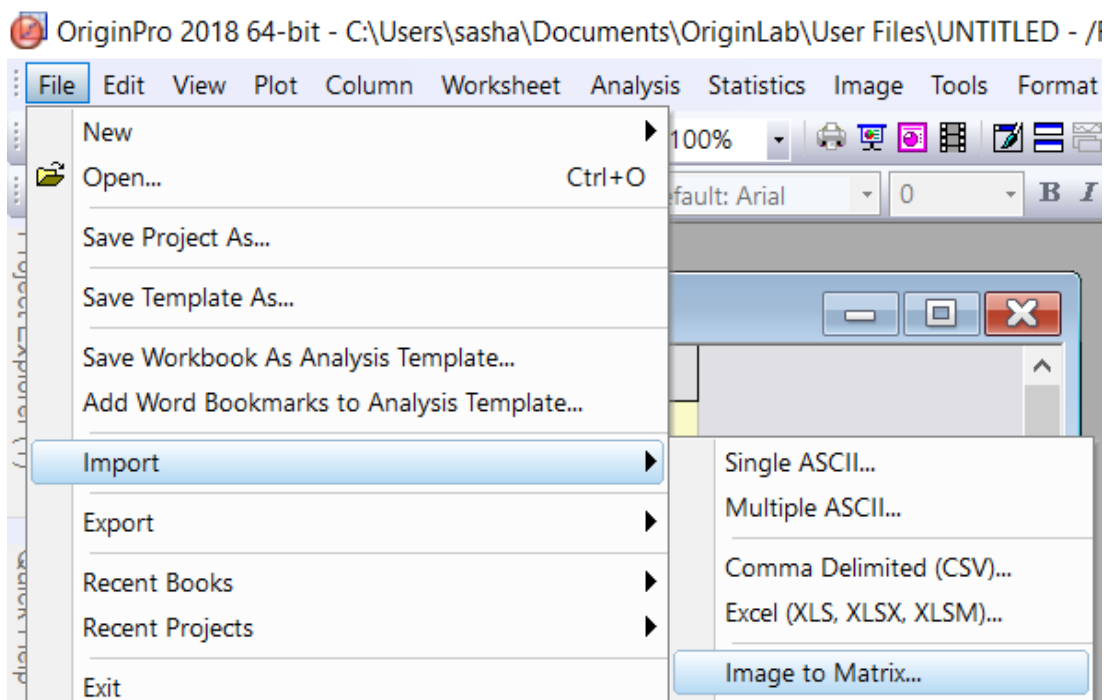 OriginPro 2018 64-bit - C:\Users\sasha\Documents\OriginLab\User Files\UNTITLED - /F
File Edit View Plot Column Worksheet Analysis Statistics Image Tools Format
New
100%
Open... Ctrl+O
fault: Arial 0 B I
Save Project As...
Save Template As...
Save Workbook As Analysis Template...
Add Word Bookmarks to Analysis Template...
Import
Single ASCII...
Multiple ASCII...
Export
Comma Delimited (CSV)...
Recent Books
Excel (XLS, XLSX, XLSM)...
Recent Projects
Image to Matrix...
Exit